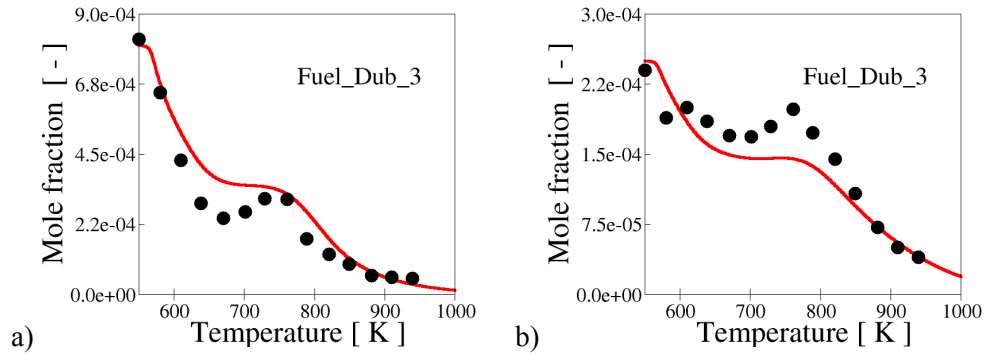 9.0e-04
6.8e-04
4.5e-04
2.2e-04
0.0e+00
Mole fraction [ - ]
Fuel_Dub_3
600 700 800 900 1000
Temperature [ K ]
a)
3.0e-04
2.2e-04
1.5e-04
7.5e-05
0.0e+00
Mole fraction [ - ]
Fuel_Dub_3
600 700 800 900 1000
Temperature [ K ]
b)